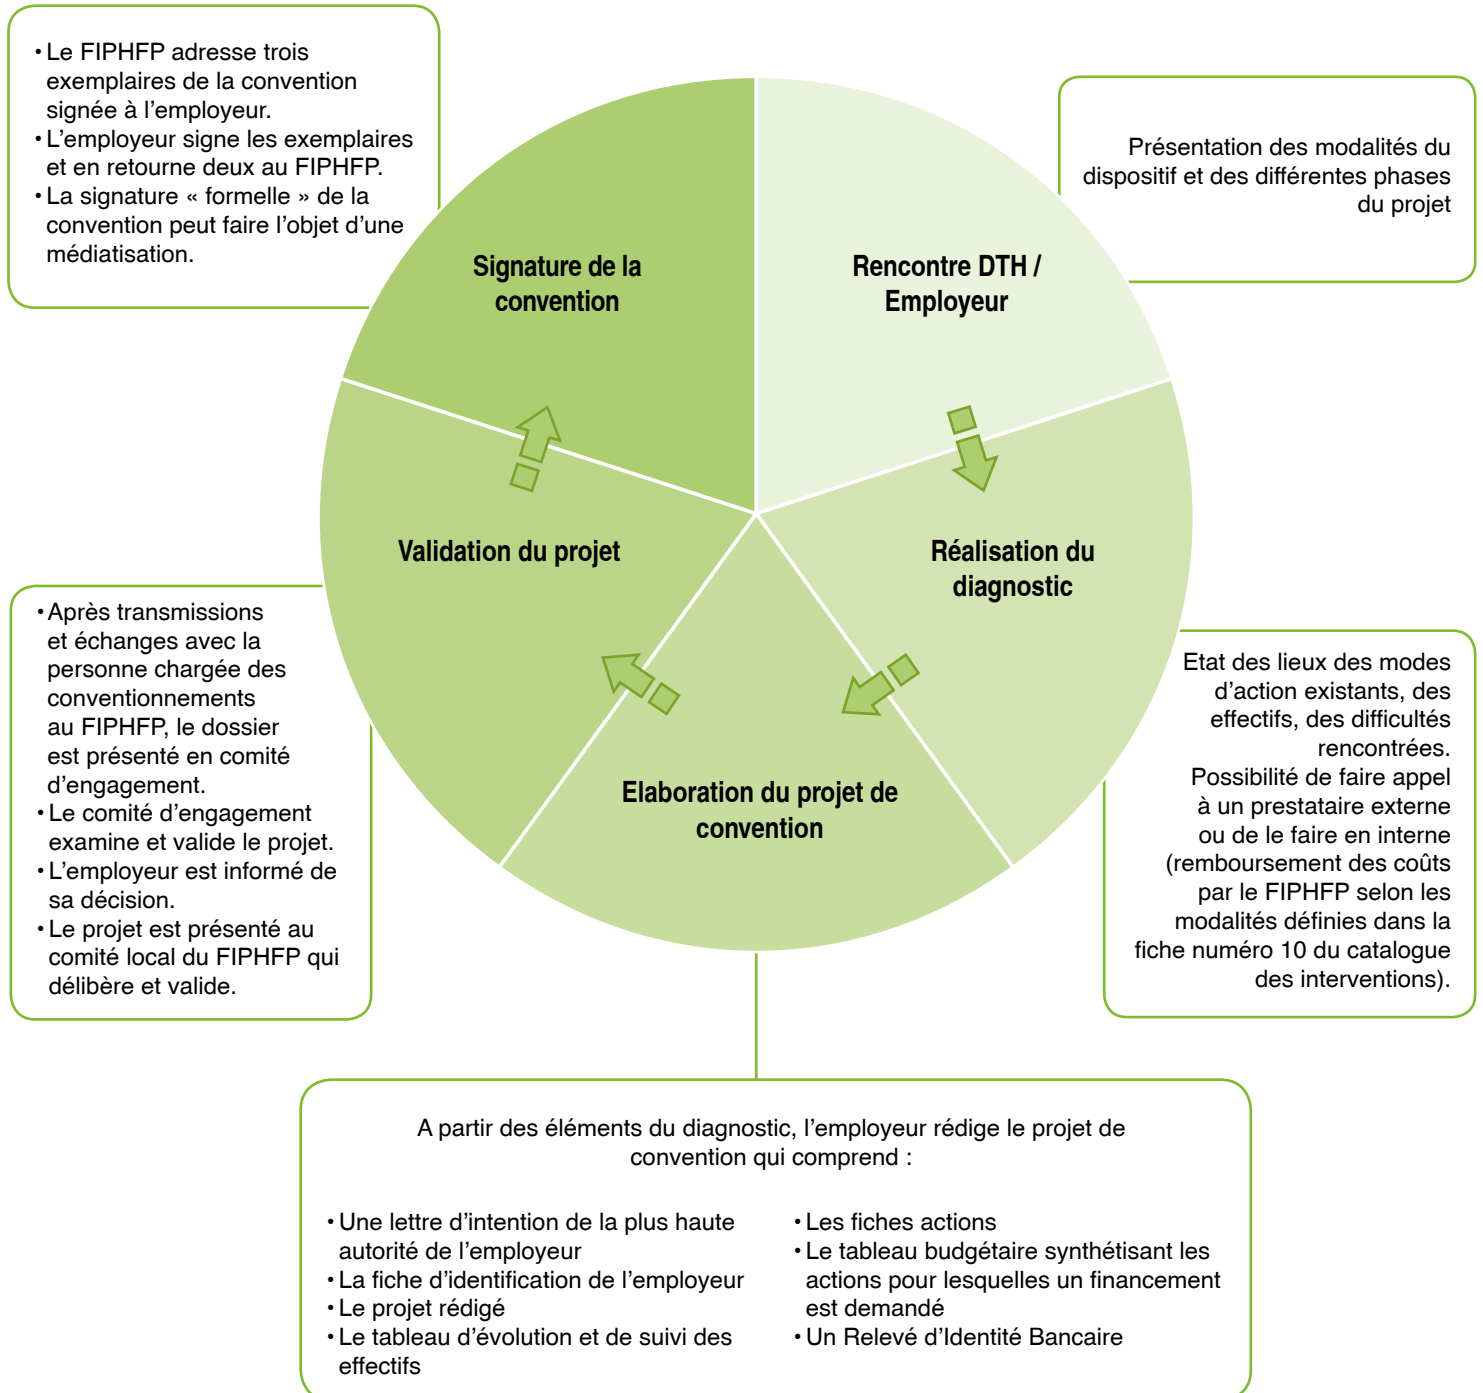 • Le FIPHFP adresse trois
exemplaires de la convention
signée à l’employeur.
• L’employeur signe les exemplaires
et en retourne deux au FIPHFP.
• La signature « formelle » de la
convention peut faire l’objet d’une
médiatisation.
Présentation des modalités du
dispositif et des différentes phases
du projet
Signature de la
convention
Rencontre DTH /
Employeur
Validation du projet
Réalisation du
diagnostic
Elaboration du projet de
convention
• Après transmissions
et échanges avec la
personne chargée des
conventionnements
au FIPHFP, le dossier
est présenté en comité
d’engagement.
• Le comité d’engagement
examine et valide le projet.
• L’employeur est informé de
sa décision.
• Le projet est présenté au
comité local du FIPHFP qui
délibère et valide.
Etat des lieux des modes
d’action existants, des
effectifs, des difficultés
rencontrées.
Possibilité de faire appel
à un prestataire externe
ou de le faire en interne
(remboursement des coûts
par le FIPHFP selon les
modalités définies dans la
fiche numéro 10 du catalogue
des interventions).
A partir des éléments du diagnostic, l’employeur rédige le projet de
convention qui comprend :
• Une lettre d’intention de la plus haute
autorité de l’employeur
• La fiche d’identification de l’employeur
• Le projet rédigé
• Le tableau d’évolution et de suivi des
effectifs
• Les fiches actions
• Le tableau budgétaire synthétisant les
actions pour lesquelles un financement
est demandé
• Un Relevé d’Identité Bancaire